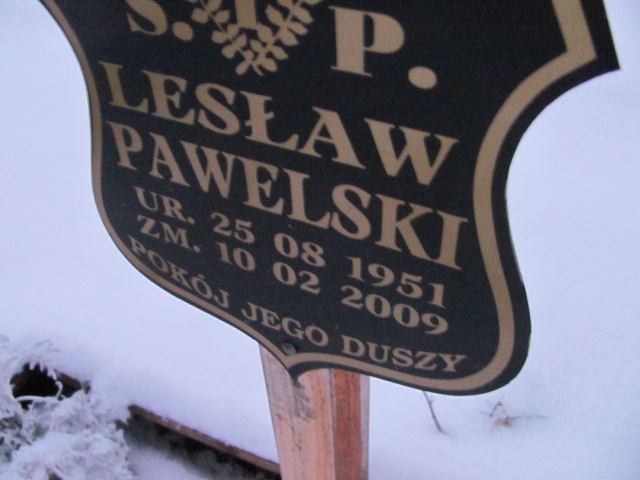 S. P.
LESŁAW
PAWELSKI
UR. 25 08 1951
ZM. 10 02 2009
POKÓJ JEGO DUSZY